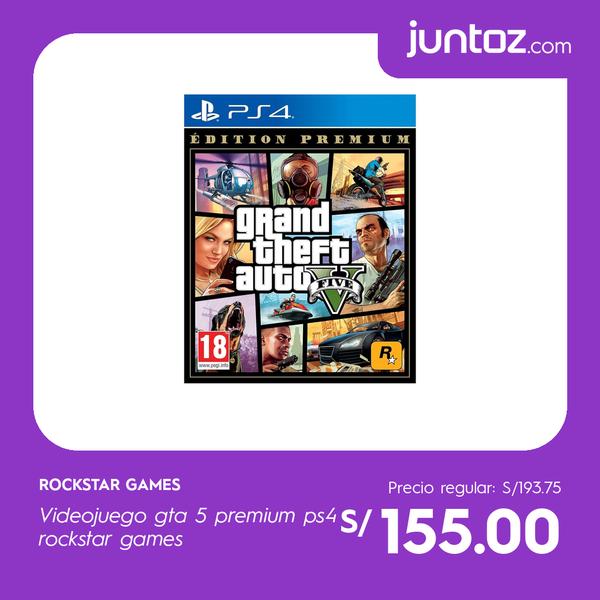 juntoz.com
PS4
ÉDITION PREMIUM
grand
theft
auto V
FIVE
18
www.pegi.info
R
ROCKSTAR GAMES
Precio regular: S/193.75
Videojuego gta 5 premium ps4
rockstar games
S/155.00